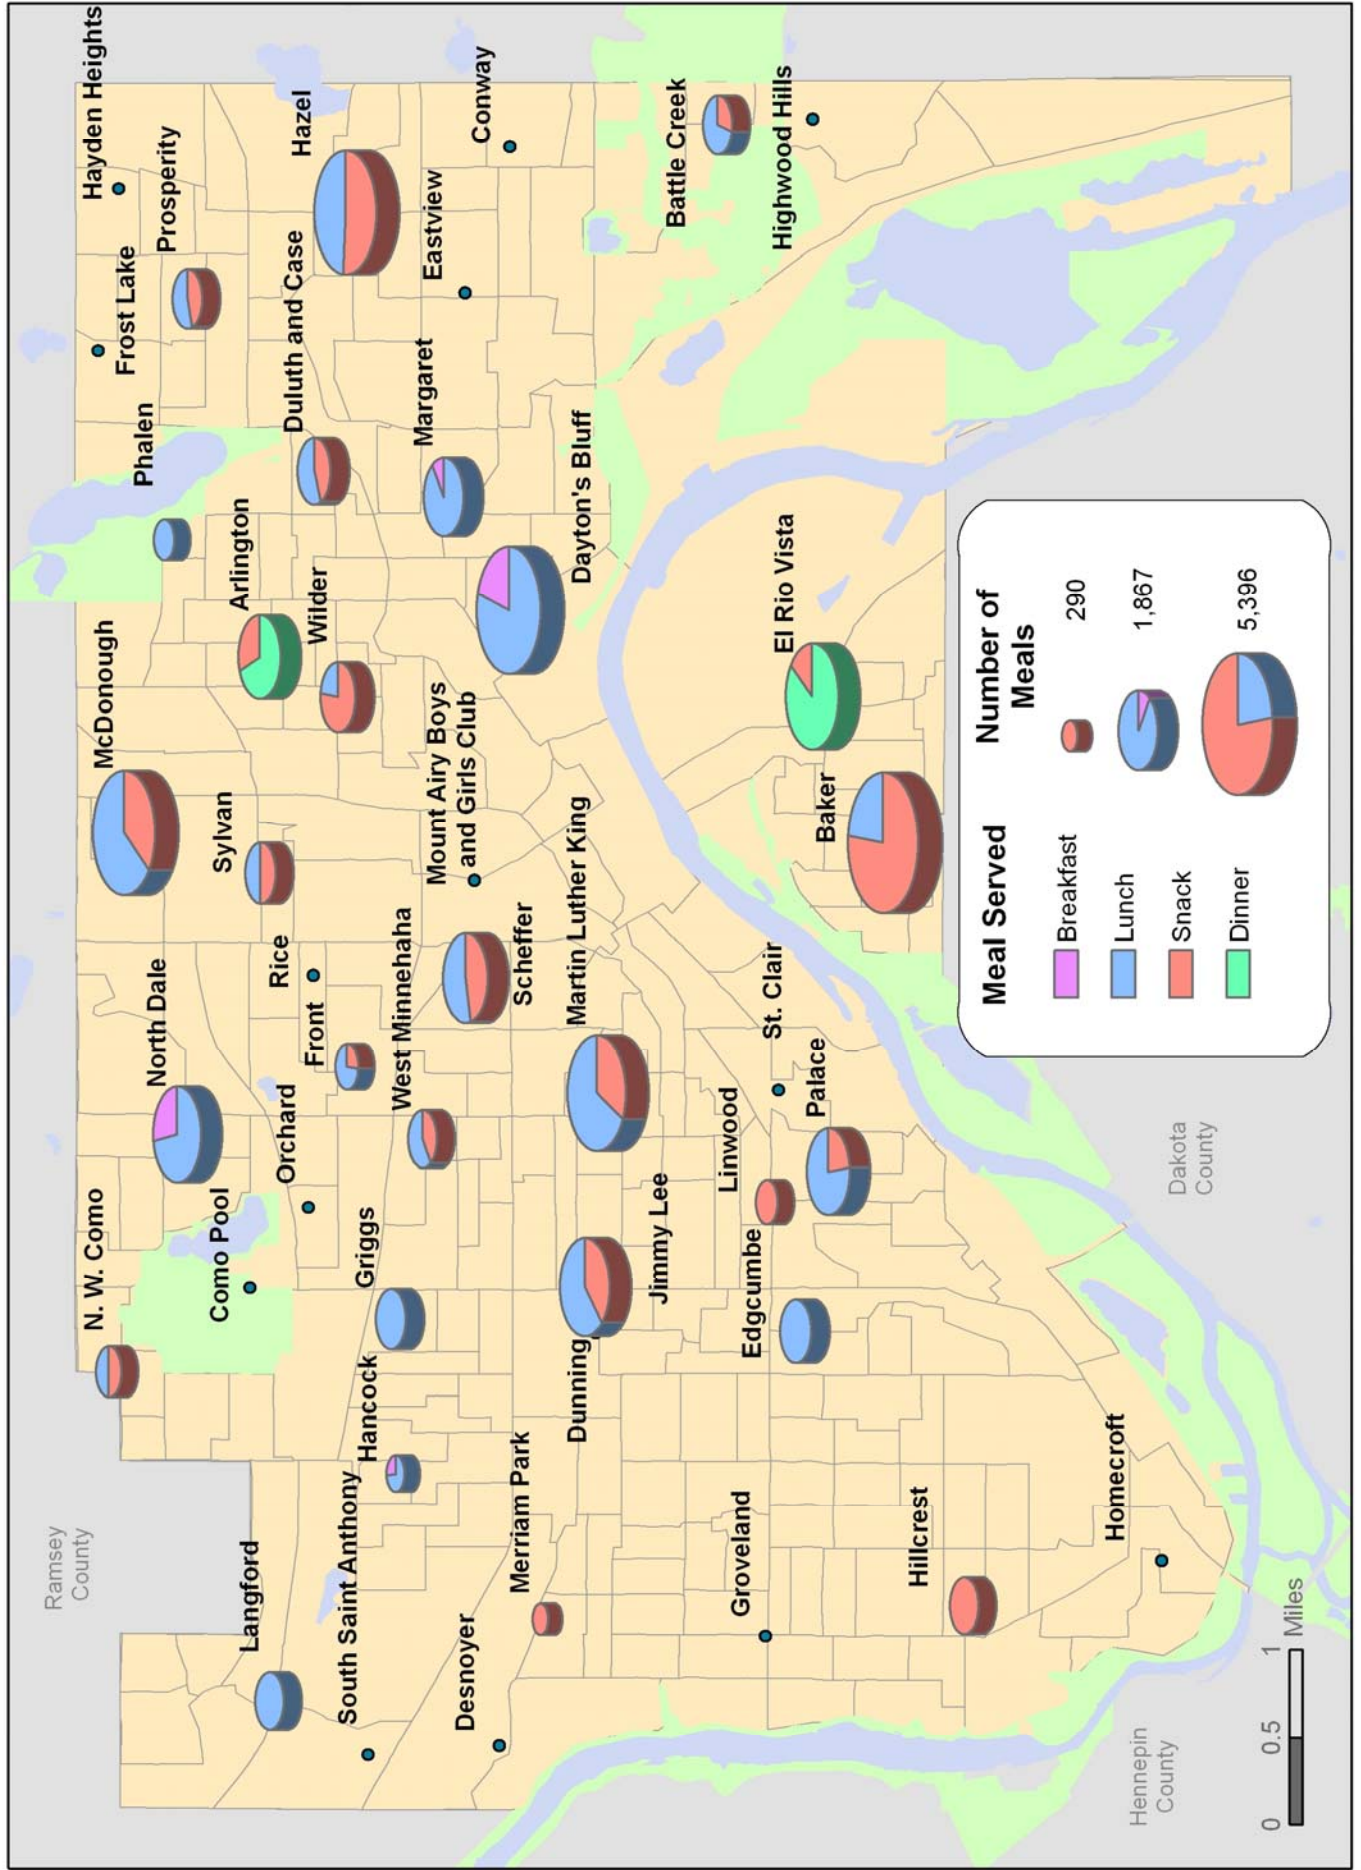 Ramsey
County
N. W. Como
North Dale
McDonough
Phalen
Frost Lake
Hayden Heights
Prosperity
Langford
Como Pool
Orchard
Rice
Sylvan
Arlington
Duluth and Case
Hazel
South Saint Anthony
Hancock
Griggs
Front
Wilder
West Minnehaha
Mount Airy Boys
and Girls Club
Margaret
Eastview
Conway
Desnoyer
Merriam Park
Dunning
Jimmy Lee
Scheffer
Martin Luther King
Dayton's Bluff
Battle Creek
Highwood Hills
Groveland
Edgcumbe
Linwood
St. Clair
Palace
Baker
El Rio Vista
Hillcrest
Homecroft
Hennepin
County
Dakota
County
0 0.5 1
Miles
Meal Served
Breakfast
Lunch
Snack
Dinner
Number of
Meals
290
1,867
5,396